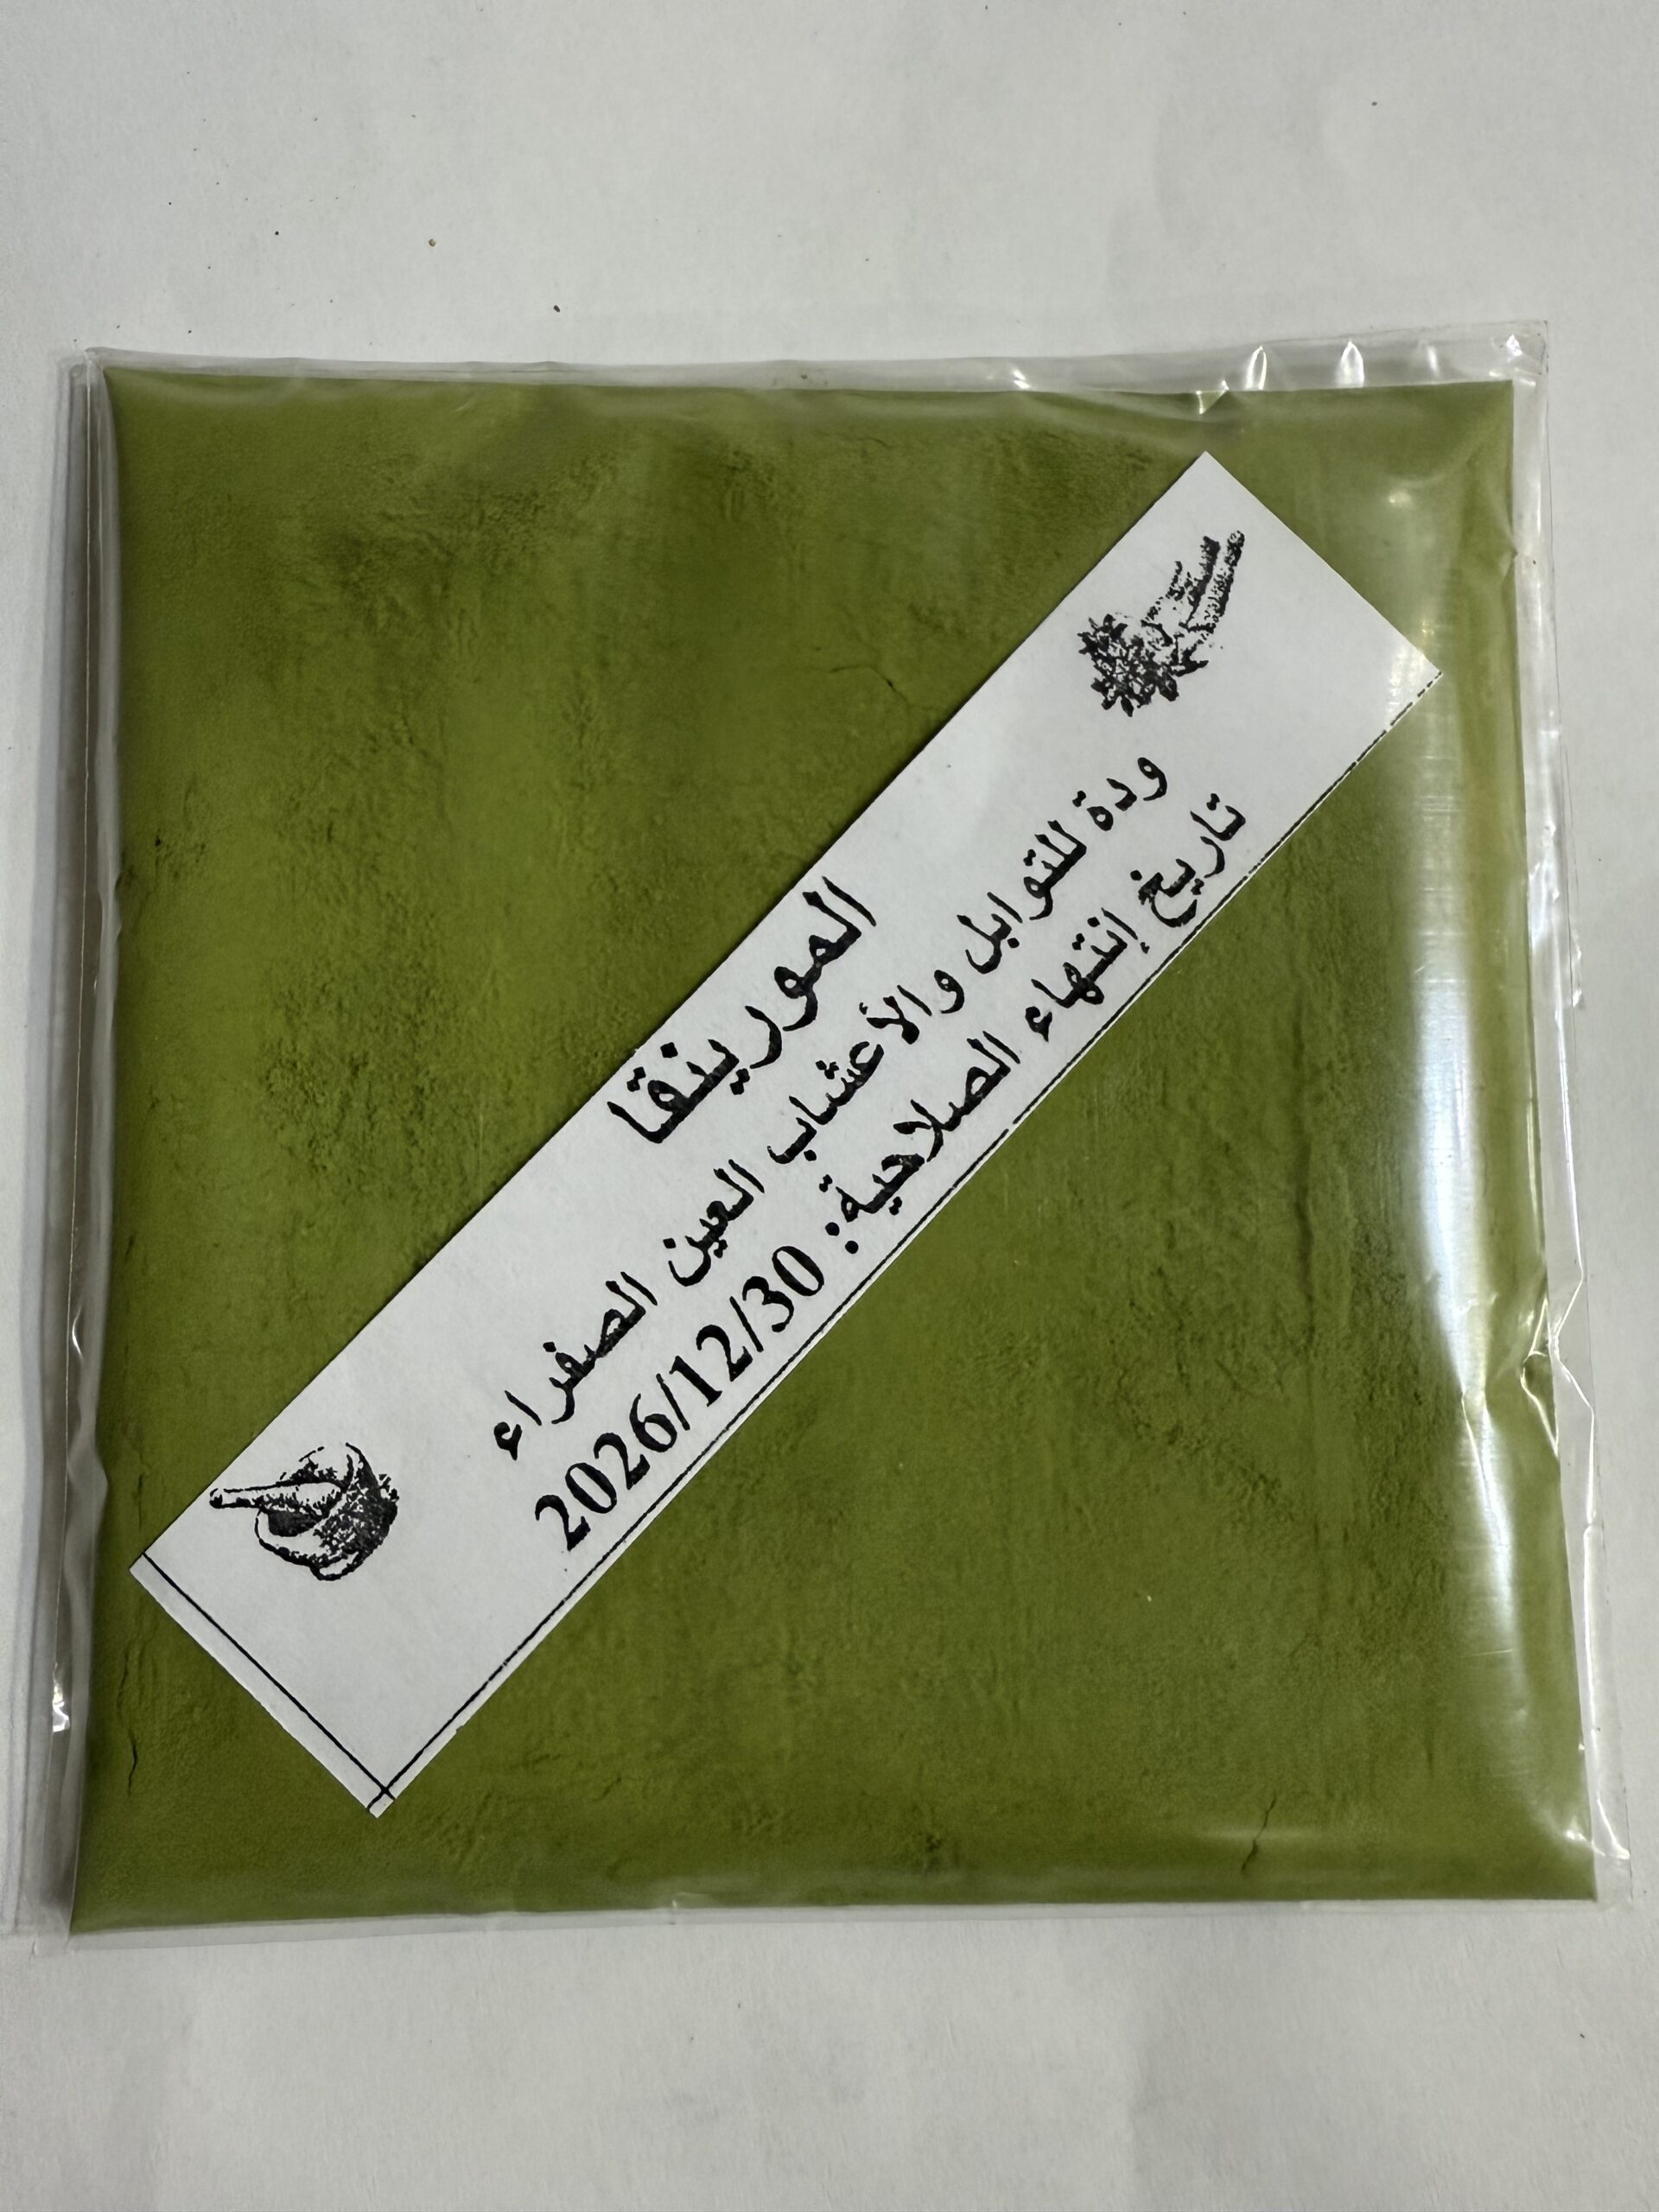 المورينقا
ودة للتوابل والأعشاب العين الصفراء
تاريخ إنتهاء الصلاحية: 2026/12/30